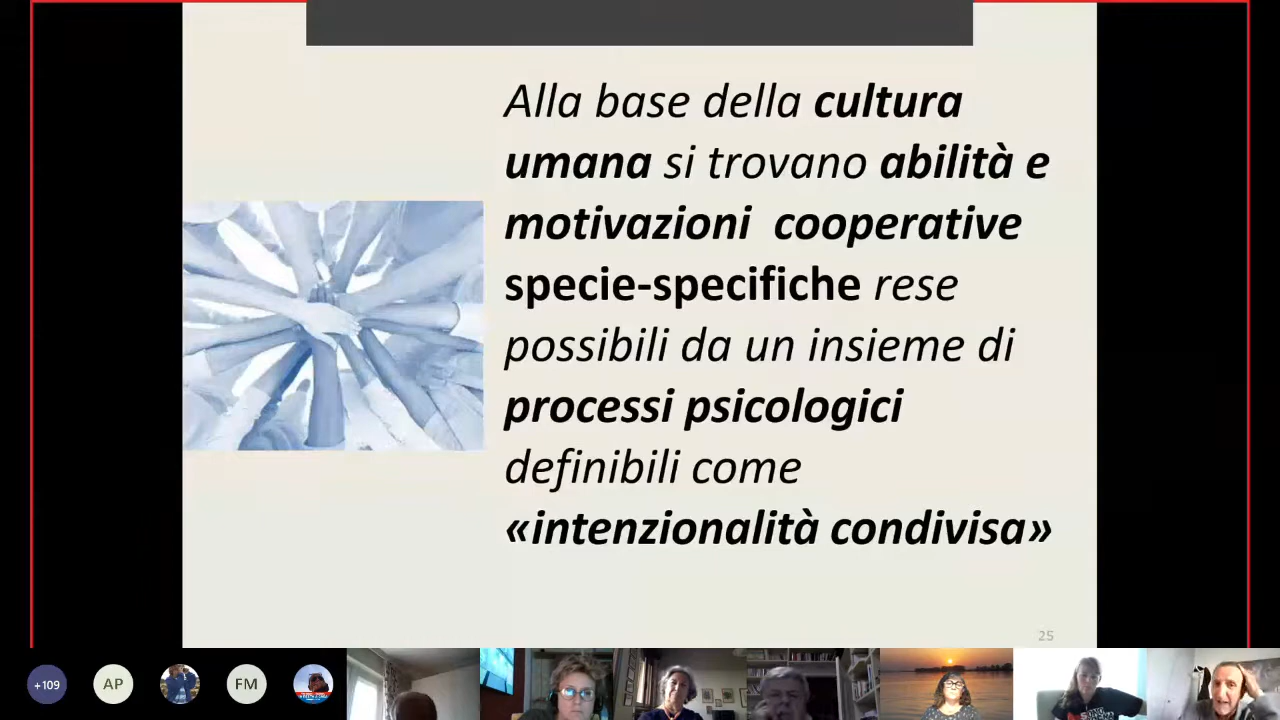 Alla base della cultura
umana si trovano abilità e
motivazioni cooperative
specie-specifiche rese
possibili da un insieme di
processi psicologici
definibili come
«intenzionalità condivisa»
25
+109
AP
FM